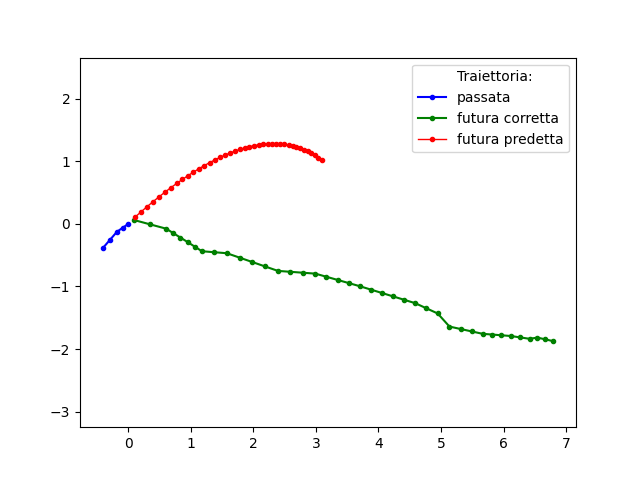 Traiettoria:
passata
futura corretta
futura predetta
2
1
0
−1
−2
−3
0 1 2 3 4 5 6 7